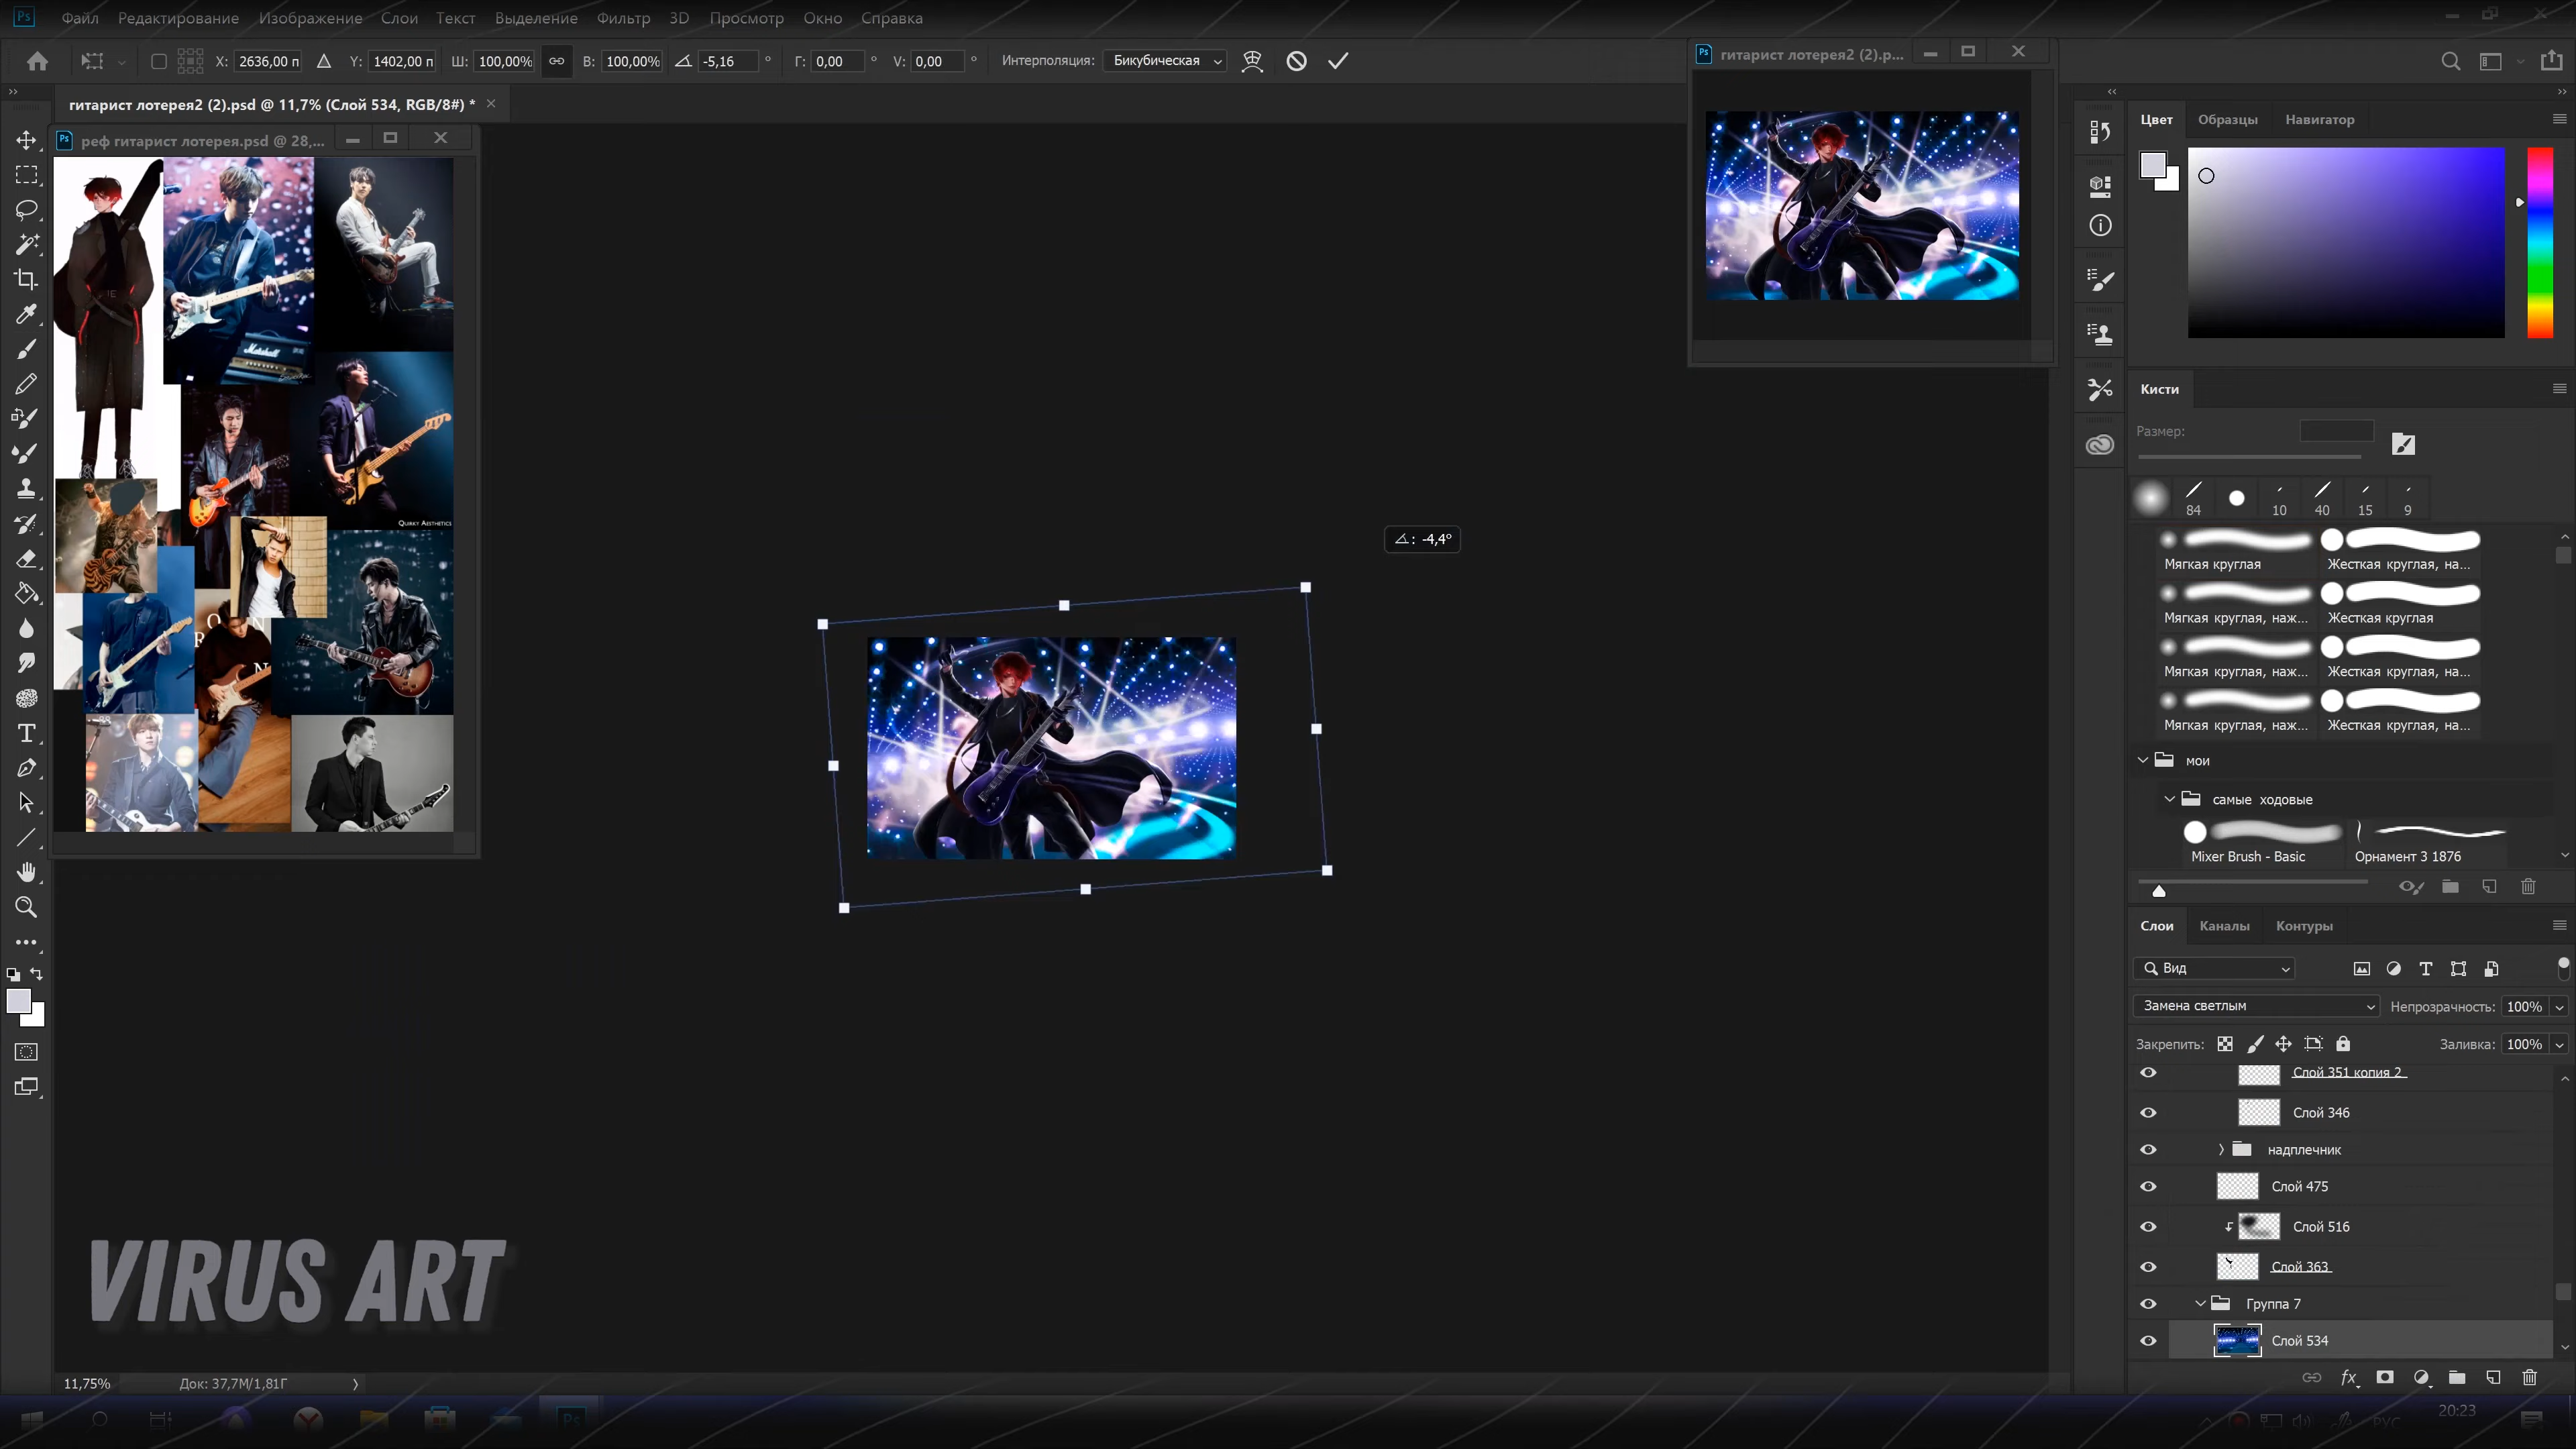 Файл Редактирование Изображение Слои Текст Выделение Фильтр 3D Просмотр Окно Справка
X: 2636,00 п Y: 1402,00 п Ш: 100,00% В: 100,00% -5,16 ° Г: 0,00 ° V: 0,00 ° Интерполяция: Бикубическая
гитарист лотерея2 (2).p...
гитарист лотерея2 (2).psd @ 11,7% (Слой 534, RGB/8#) *
реф гитарист лотерея.psd @ 28,...
Цвет Образцы Навигатор
Marshall
QUIRKY AESTHETICS
Кисти
Размер:
84 10 40 15 9
Мягкая круглая Жесткая круглая, на...
Мягкая круглая, наж... Жесткая круглая
Мягкая круглая, наж... Жесткая круглая, на...
Мягкая круглая, наж... Жесткая круглая, на...
мои
самые ходовые
Mixer Brush - Basic Орнамент 3 1876
: -4,4°
Слои Каналы Контуры
Вид
Замена светлым Непрозрачность: 100%
Закрепить: Заливка: 100%
Слой 351 копия 2
Слой 346
надплечник
Слой 475
Слой 516
Слой 363
Группа 7
Слой 534
VIRUS ART
11,75% Док: 37,7M/1,81Г
РУС 20:23